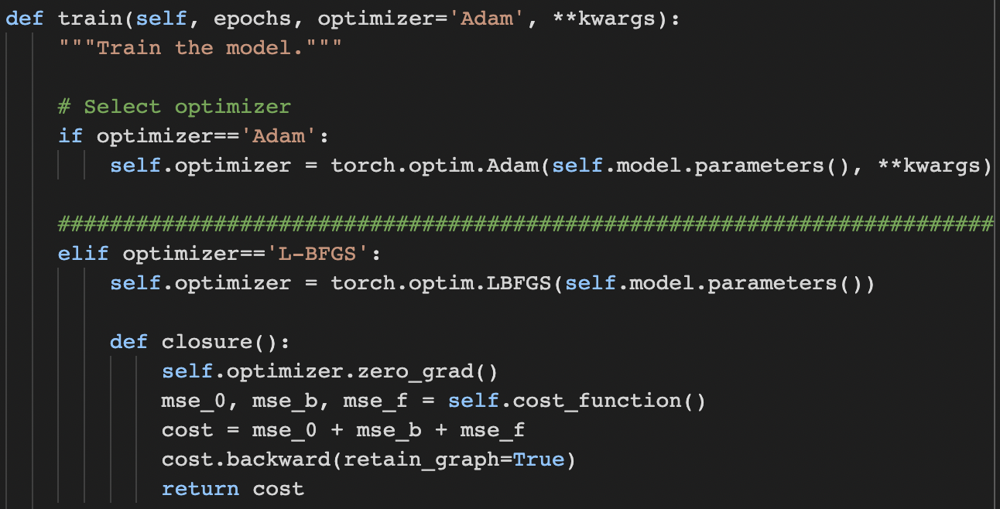 def train(self, epochs, optimizer='Adam', **kwargs):
    """Train the model."""

    # Select optimizer
    if optimizer=='Adam':
        self.optimizer = torch.optim.Adam(self.model.parameters(), **kwargs)

    ########################################################################
    elif optimizer=='L-BFGS':
        self.optimizer = torch.optim.LBFGS(self.model.parameters())

        def closure():
            self.optimizer.zero_grad()
            mse_0, mse_b, mse_f = self.cost_function()
            cost = mse_0 + mse_b + mse_f
            cost.backward(retain_graph=True)
            return cost